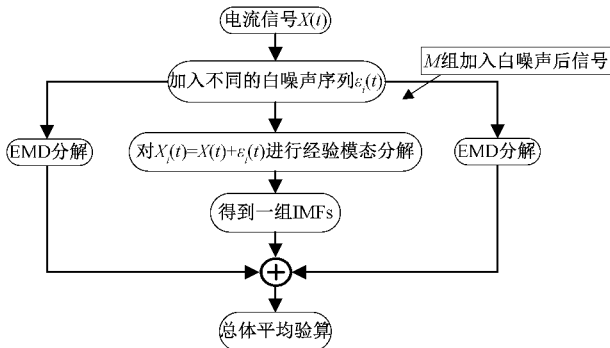 电流信号X(t)
加入不同的白噪声序列εᵢ(t)
M组加入白噪声后信号
EMD分解
对Xᵢ(t)=X(t)+εᵢ(t)进行经验模态分解
EMD分解
得到一组IMFs
总体平均验算